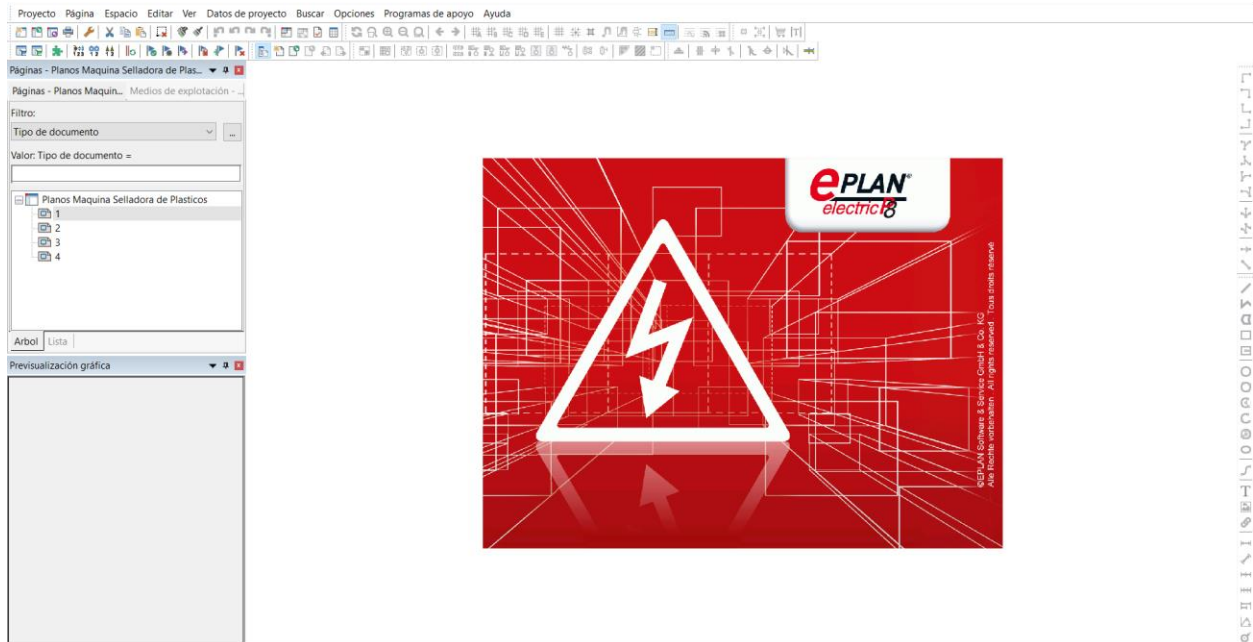 Proyecto Página Espacio Editar Ver Datos de proyecto Buscar Opciones Programas de apoyo Ayuda
Páginas - Planos Maquina Selladora de Plas...
Páginas - Planos Maquin... Medios de explotación - ...
Filtro:
Tipo de documento
...
Valor: Tipo de documento =
Planos Maquina Selladora de Plasticos
1
2
3
4
Arbol Lista
Previsualización gráfica
ePLAN®
electric P8
©EPLAN Software & Service GmbH & Co. KG
Alle Rechte vorbehalten . All rights reserved . Tous droits réservé